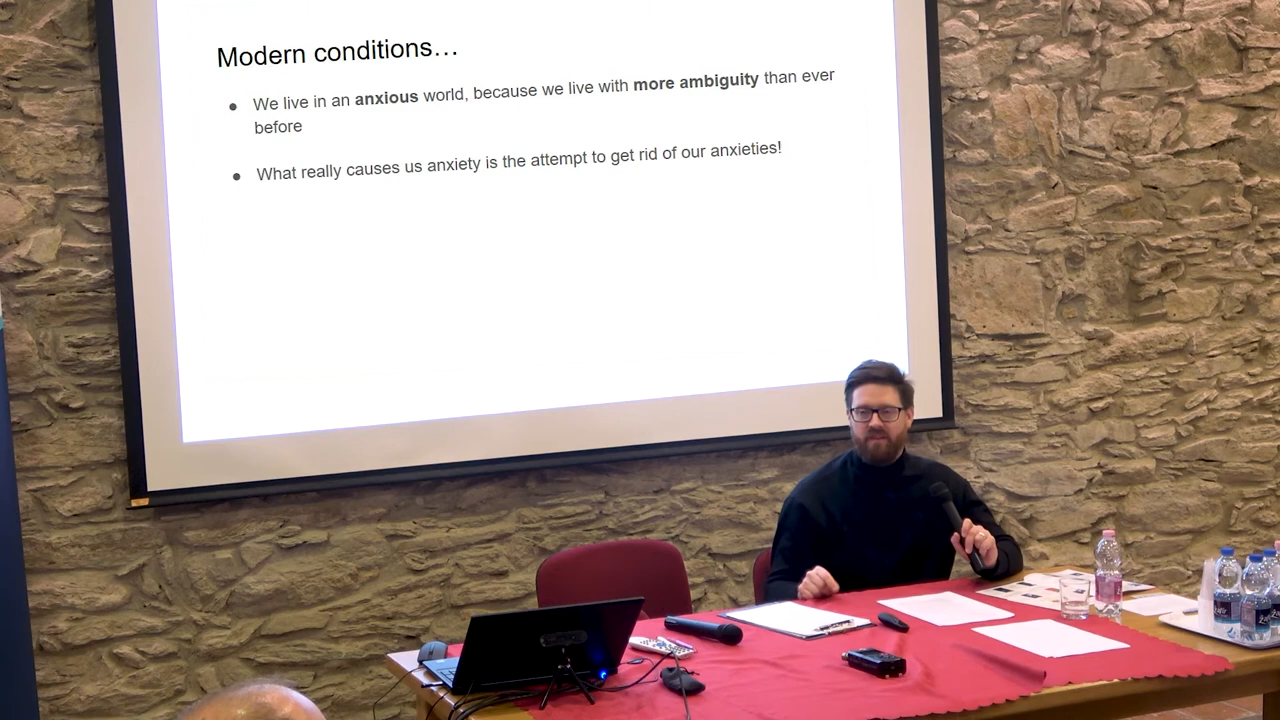 Modern conditions…
● We live in an anxious world, because we live with more ambiguity than ever
before
● What really causes us anxiety is the attempt to get rid of our anxieties!